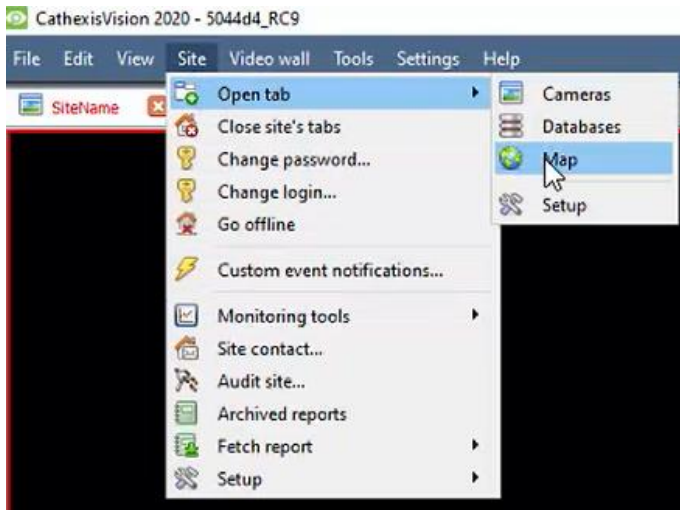 CathexisVision 2020 - 5044d4_RC9
File Edit View Site Video wall Tools Settings Help
SiteName
Open tab
Close site's tabs
Change password...
Change login...
Go offline
Custom event notifications...
Monitoring tools
Site contact...
Audit site...
Archived reports
Fetch report
Setup
Cameras
Databases
Map
Setup